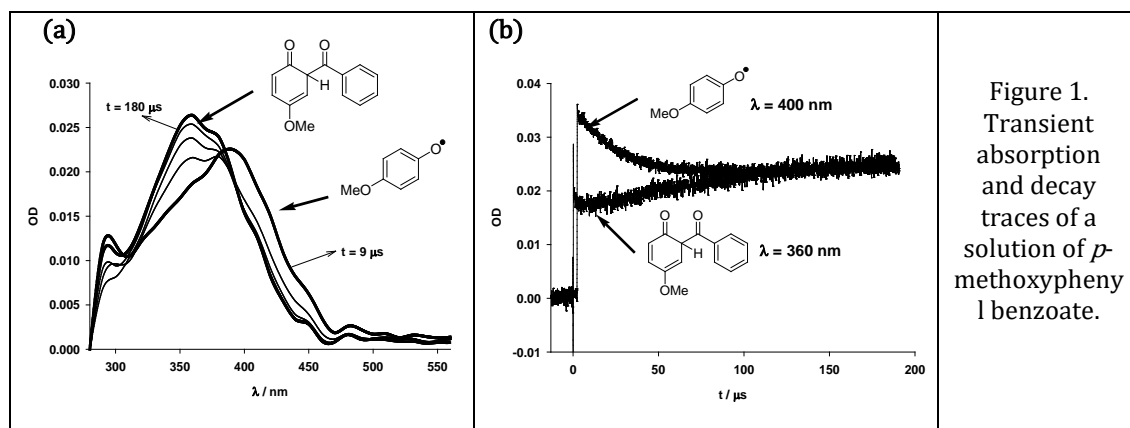 (a)
0.030
0.025
0.020
0.015
0.010
0.005
0.000
OD
300
350
400
450
500
550
λ / nm
t = 180 µs
O
O
H
OMe
O•
MeO
t = 9 µs
(b)
0.04
0.03
0.02
0.01
0.00
-0.01
OD
0
50
100
150
200
t / µs
O•
MeO
λ = 400 nm
O
O
H
OMe
λ = 360 nm
Figure 1.
Transient
absorption
and decay
traces of a
solution of p-
methoxypheny
l benzoate.